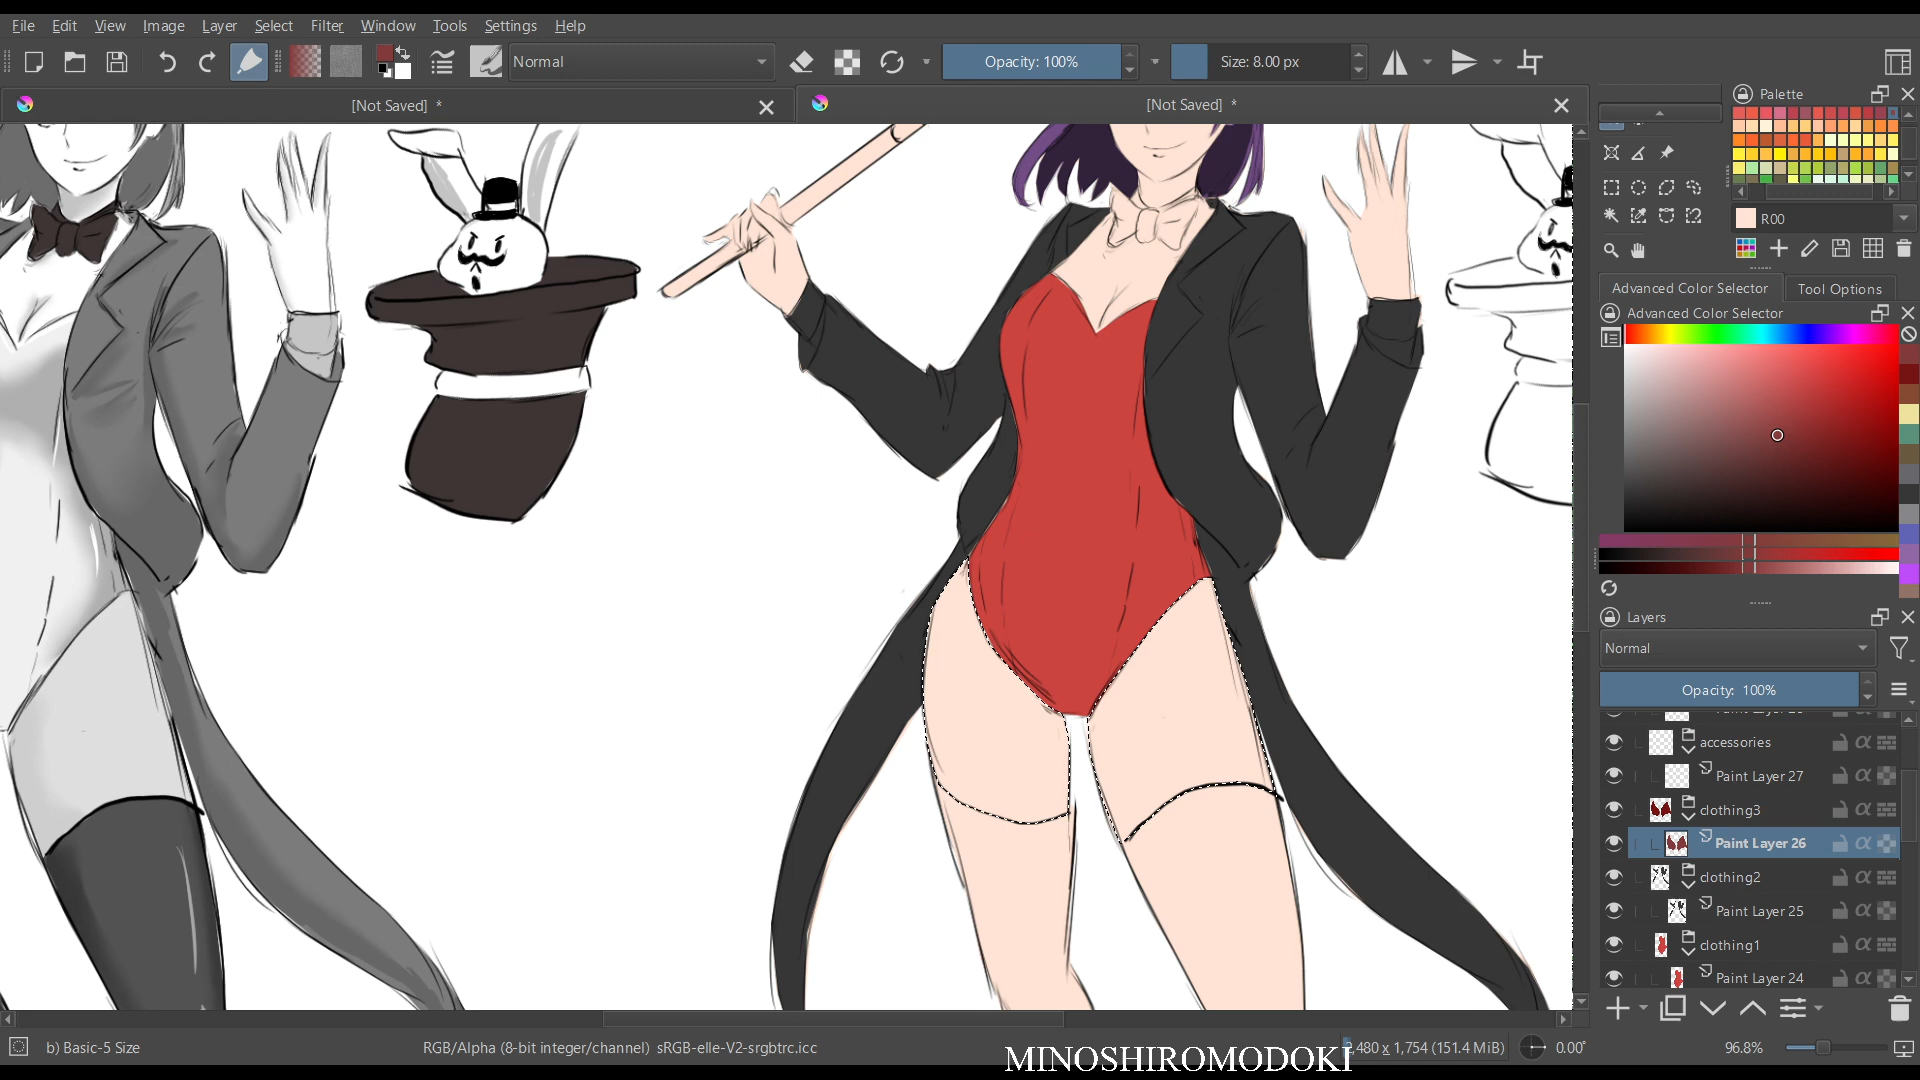 File Edit View Image Layer Select Filter Window Tools Settings Help
Normal
Opacity: 100%
Size: 8.00 px
[Not Saved] *
[Not Saved] *
Palette
R00
Advanced Color Selector
Tool Options
Advanced Color Selector
Layers
Normal
Opacity: 100%
accessories
Paint Layer 27
clothing3
Paint Layer 26
clothing2
Paint Layer 25
clothing1
Paint Layer 24
b) Basic-5 Size
RGB/Alpha (8-bit integer/channel) sRGB-elle-V2-srgbtrc.icc
2,480 x 1,754 (151.4 MiB)
0.00°
96.8%
MINOSHIROMODOKI